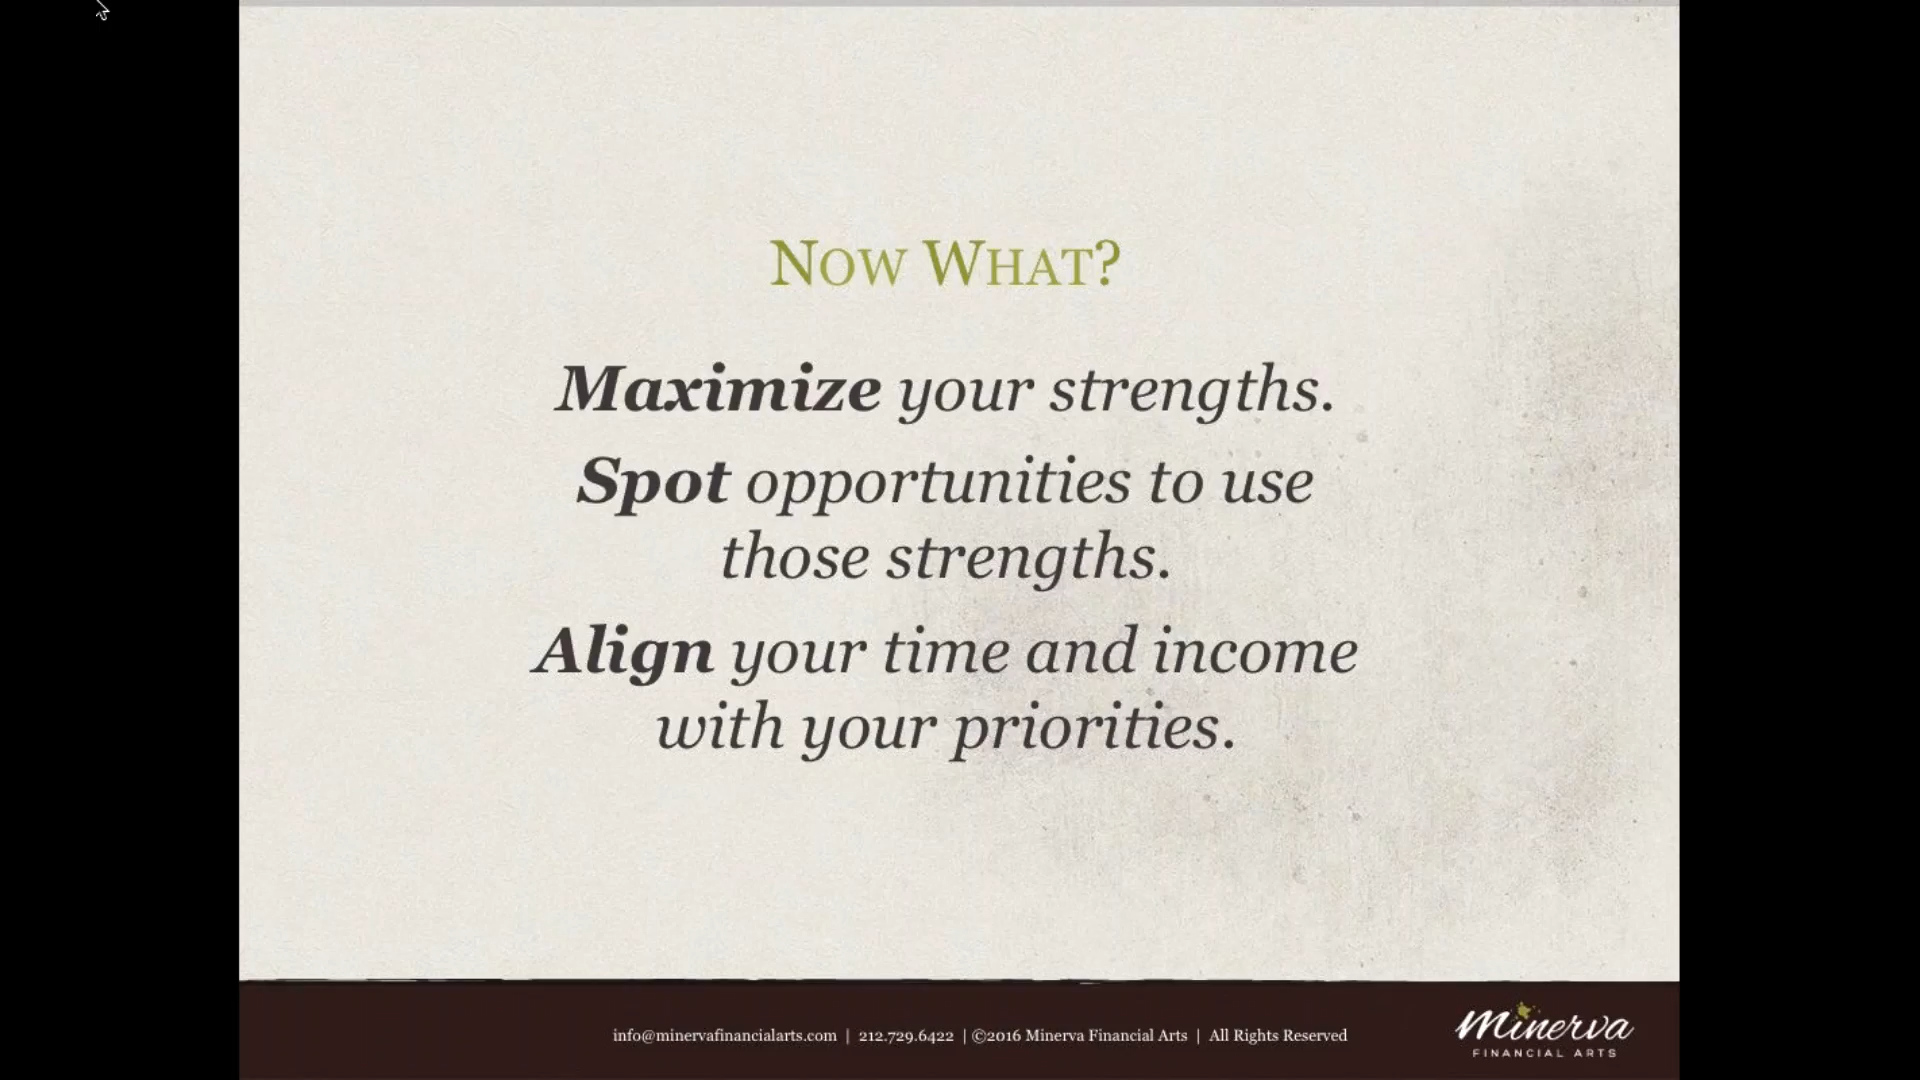 Now What?
Maximize your strengths.
Spot opportunities to use
those strengths.
Align your time and income
with your priorities.
info@minervafinancialarts.com | 212.729.6422 | ©2016 Minerva Financial Arts | All Rights Reserved
Minerva
FINANCIAL ARTS